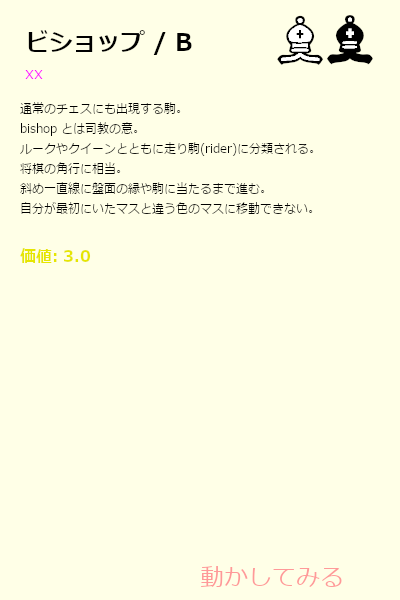 ビショップ / B
XX
通常のチェスにも出現する駒。
bishop とは司教の意。
ルークやクイーンとともに走り駒(rider)に分類される。
将棋の角行に相当。
斜め一直線に盤面の縁や駒に当たるまで進む。
自分が最初にいたマスと違う色のマスに移動できない。
価値: 3.0
動かしてみる